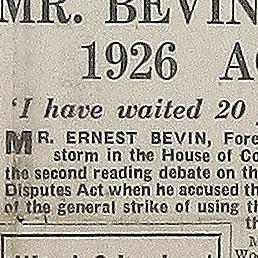 MR. BEVIN
1926 A
'I have waited 20
MR. ERNEST BEVIN, Fore
storm in the House of Co
the second reading debate on th
Disputes Act when he accused th
of the general strike of using t
th
M
Wo